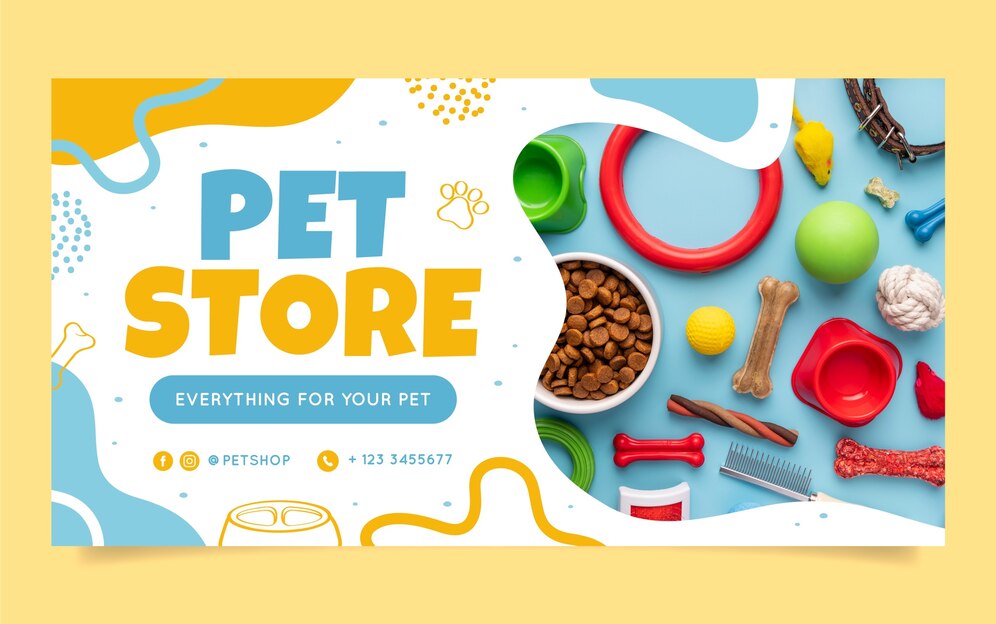 PET
STORE
EVERYTHING FOR YOUR PET
@PETSHOP
+ 123 3455677